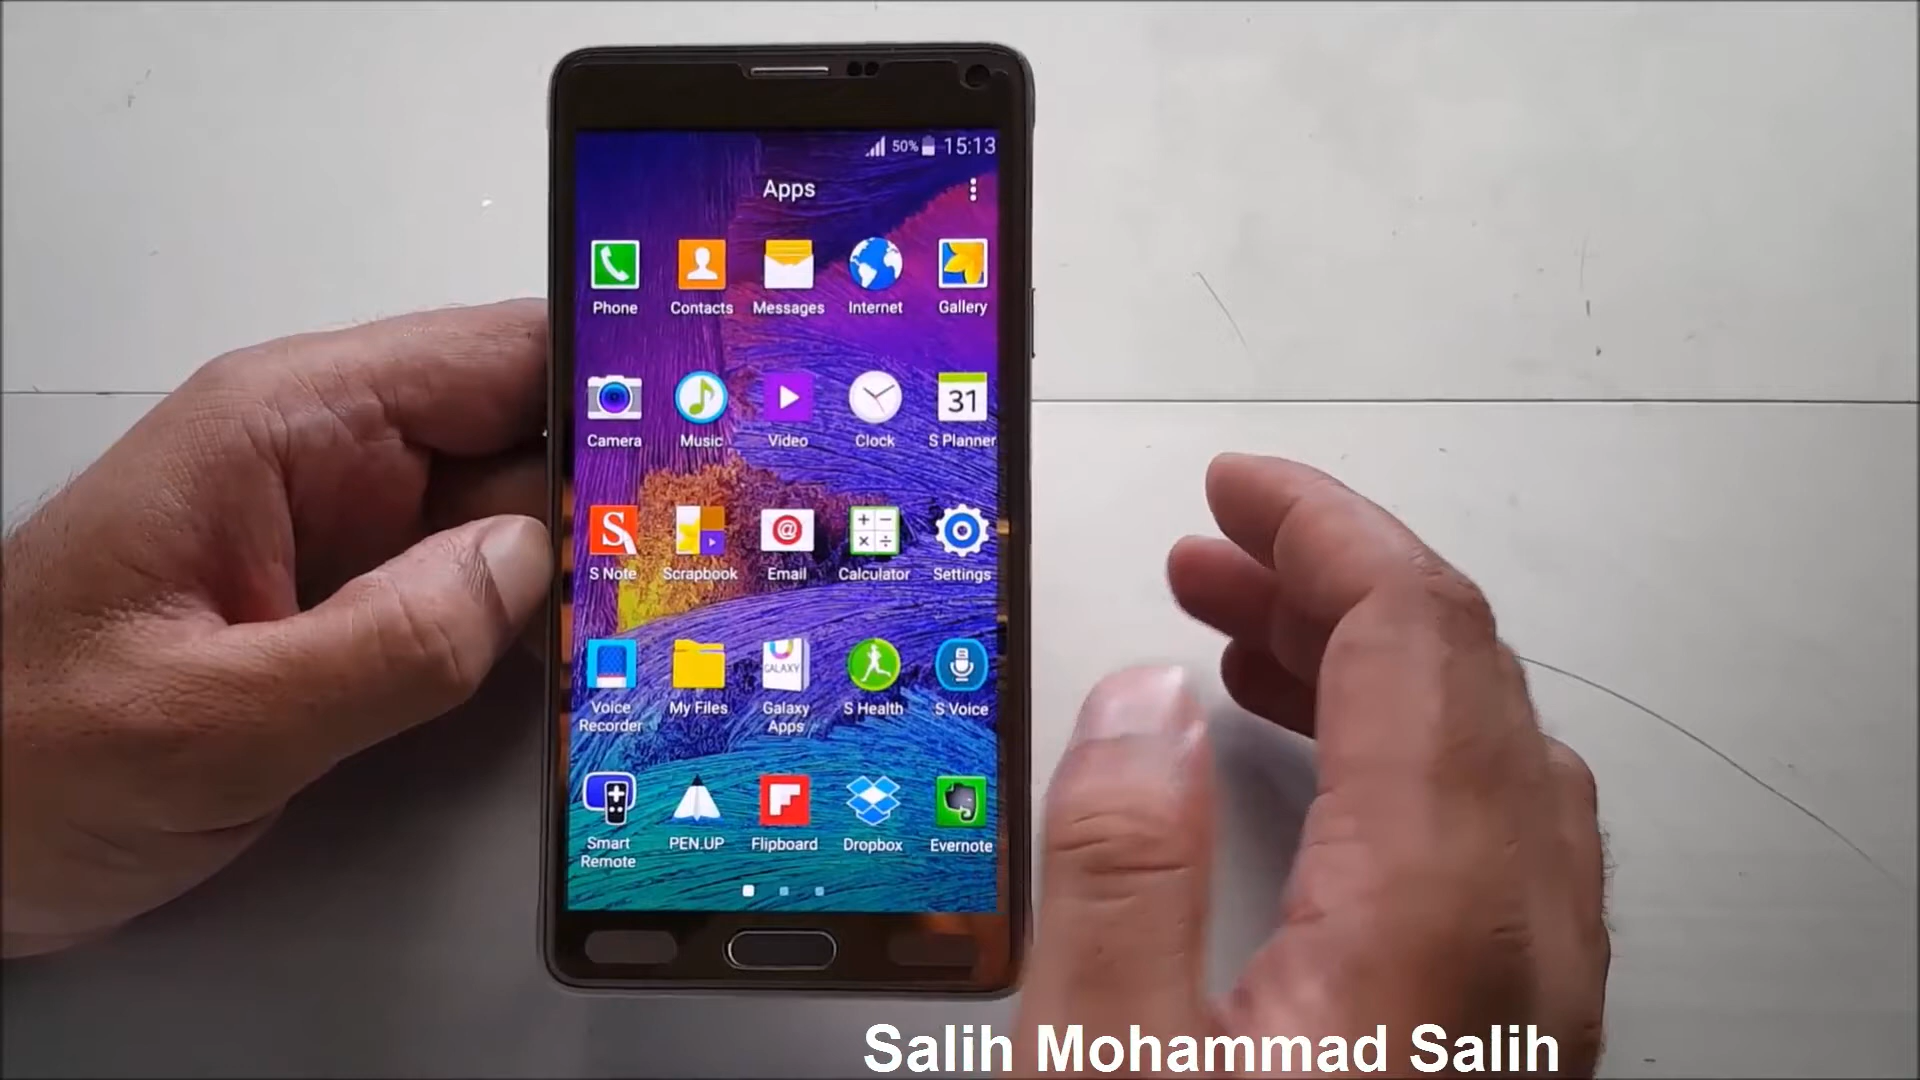 50% 15:13
Apps
Phone Contacts Messages Internet Gallery
31
Camera Music Video Clock S Planner
S @ + − × ÷
S Note Scrapbook Email Calculator Settings
GALAXY
Voice Recorder My Files Galaxy Apps S Health S Voice
Smart Remote PEN.UP Flipboard Dropbox Evernote
Salih Mohammad Salih